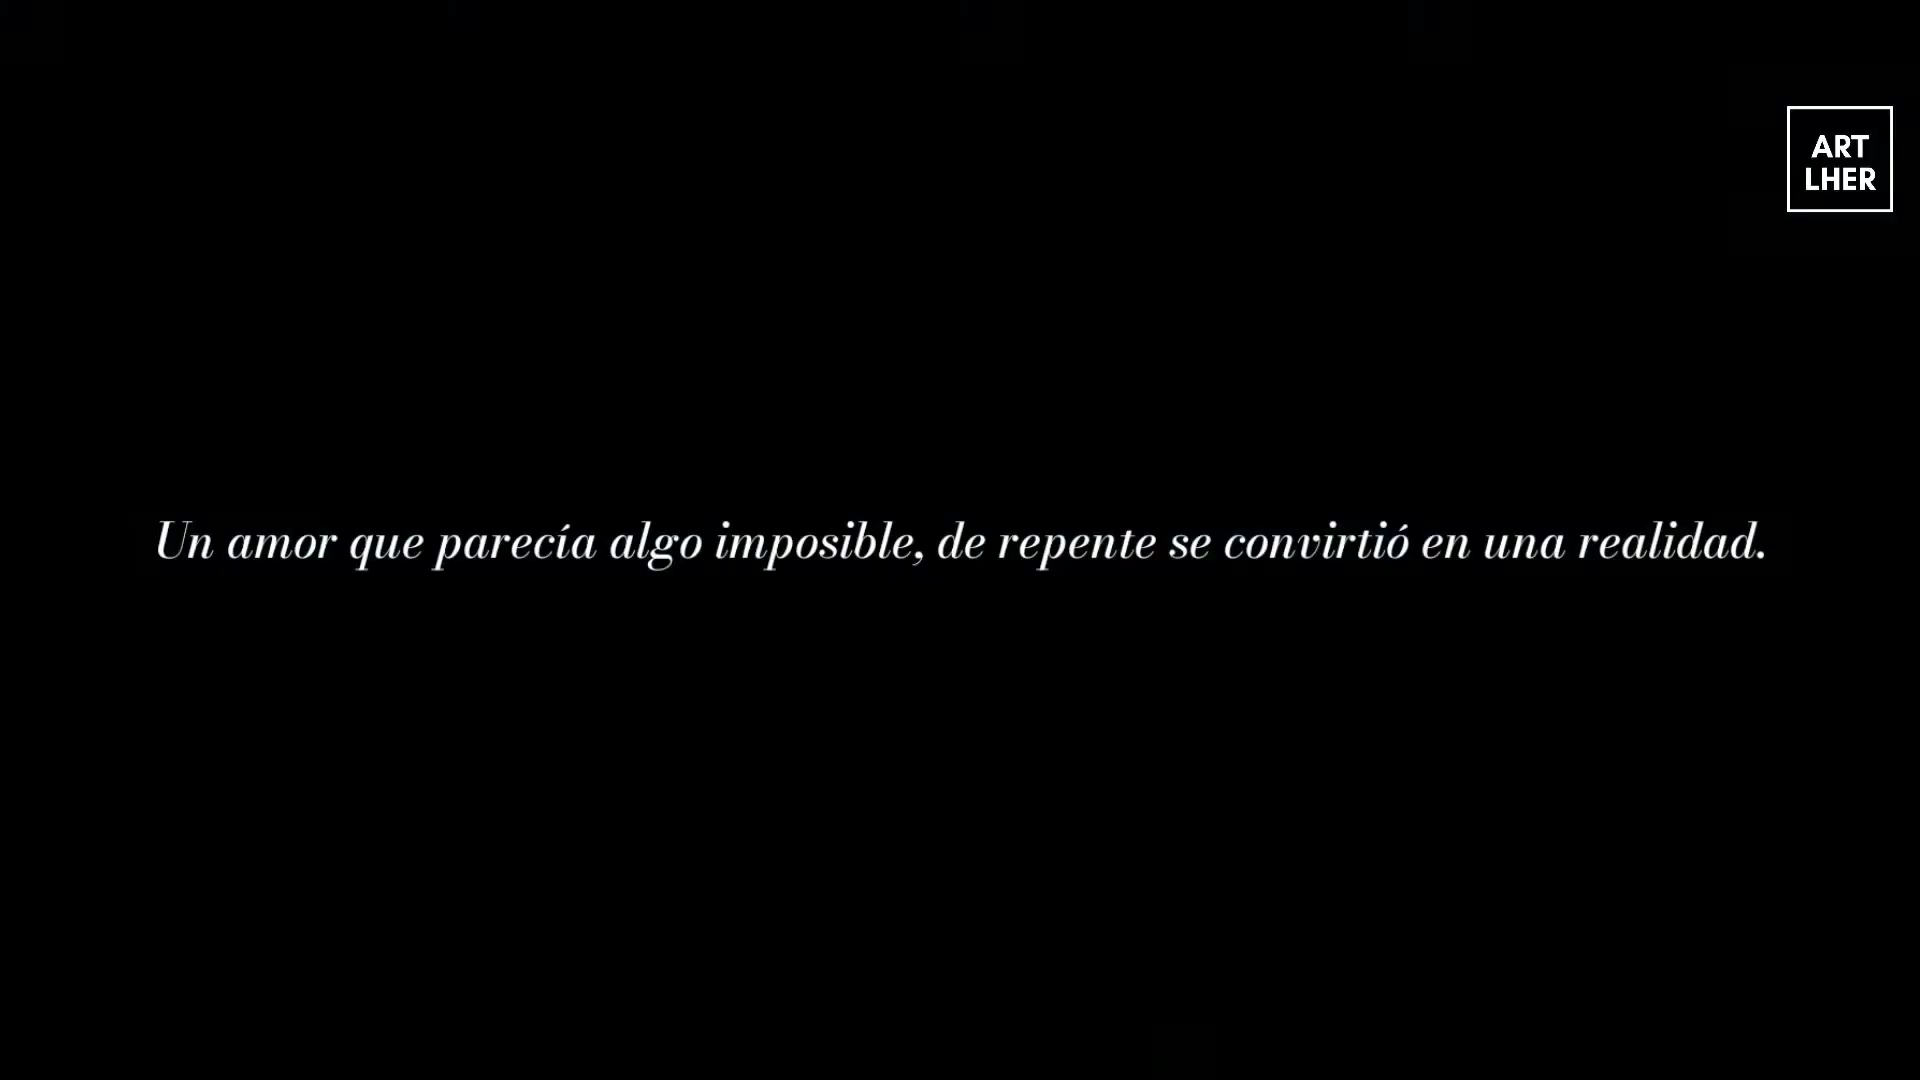 ART
LHER
Un amor que parecía algo imposible, de repente se convirtió en una realidad.